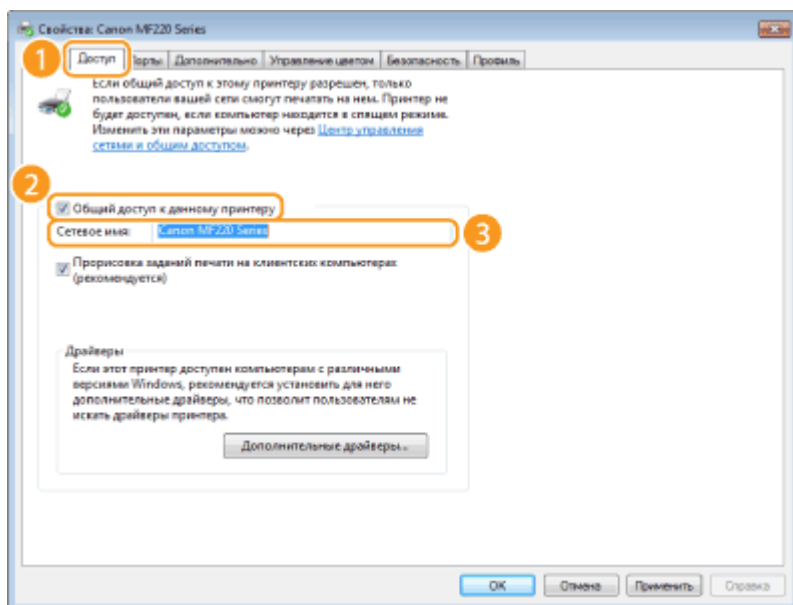 Свойства: Canon MF220 Series
1
Доступ Порты Дополнительно Управление цветом Безопасность Профиль
Если общий доступ к этому принтеру разрешен, только
пользователи вашей сети смогут печатать на нем. Принтер не
будет доступен, если компьютер находится в спящем режиме.
Изменить эти параметры можно через Центр управления
сетями и общим доступом.
2
Общий доступ к данному принтеру
Сетевое имя: Canon MF220 Series
3
Прорисовка заданий печати на клиентских компьютерах
(рекомендуется)
Драйверы
Если этот принтер доступен компьютерам с различными
версиями Windows, рекомендуется установить для него
дополнительные драйверы, что позволит пользователям не
искать драйверы принтера.
Дополнительные драйверы...
OK Отмена Применить Справка